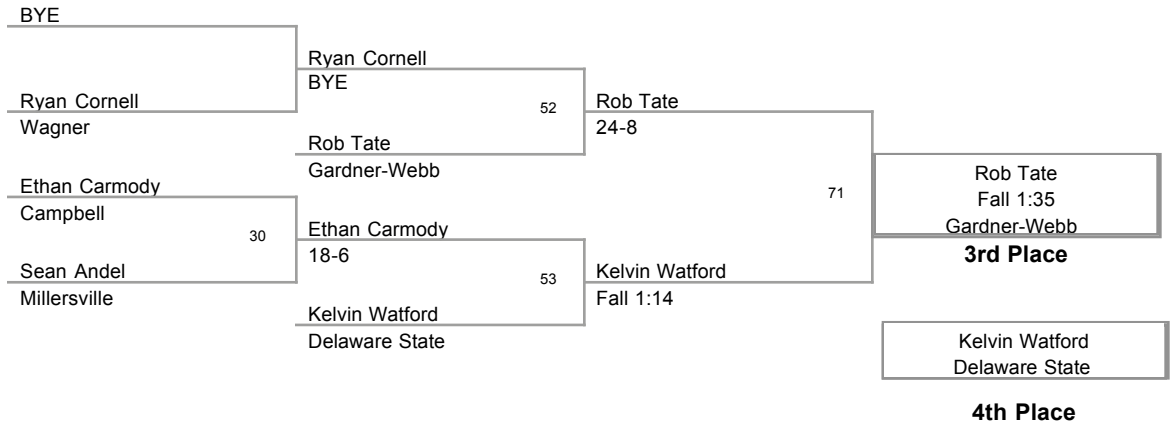 BYE
Ryan Cornell
Wagner
Ethan Carmody
Campbell
30
Sean Andel
Millersville
Ryan Cornell
BYE
52
Rob Tate
Gardner-Webb
Ethan Carmody
18-6
53
Kelvin Watford
Delaware State
Rob Tate
24-8
71
Kelvin Watford
Fall 1:14
Rob Tate
Fall 1:35
Gardner-Webb
3rd Place
Kelvin Watford
Delaware State
4th Place